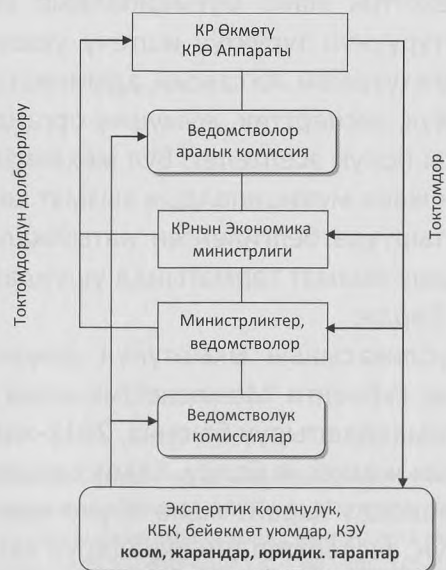 КР Өкмөтү
КРӨ Аппараты
Ведомстволор
аралык комиссия
КРнын Экономика
министрлиги
Министрликтер,
ведомстволор
Ведомстволук
комиссиялар
Эксперттик коомчулук,
КБК, бейөкмөт уюмдар, КЭУ
коом, жарандар, юридик. тараптар
Токтомдордун долбоорлору
Токтомдор